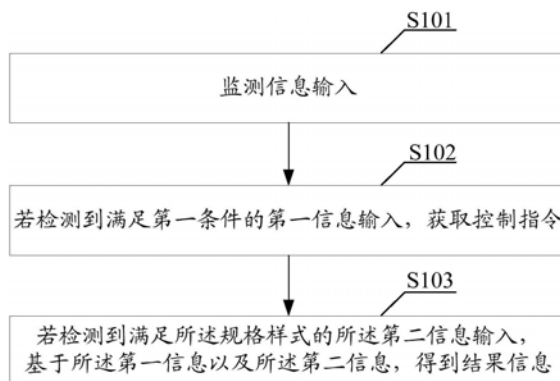 S101
监测信息输入
S102
若检测到满足第一条件的第一信息输入，获取控制指令
S103
若检测到满足所述规格样式的所述第二信息输入，
基于所述第一信息以及所述第二信息，得到结果信息